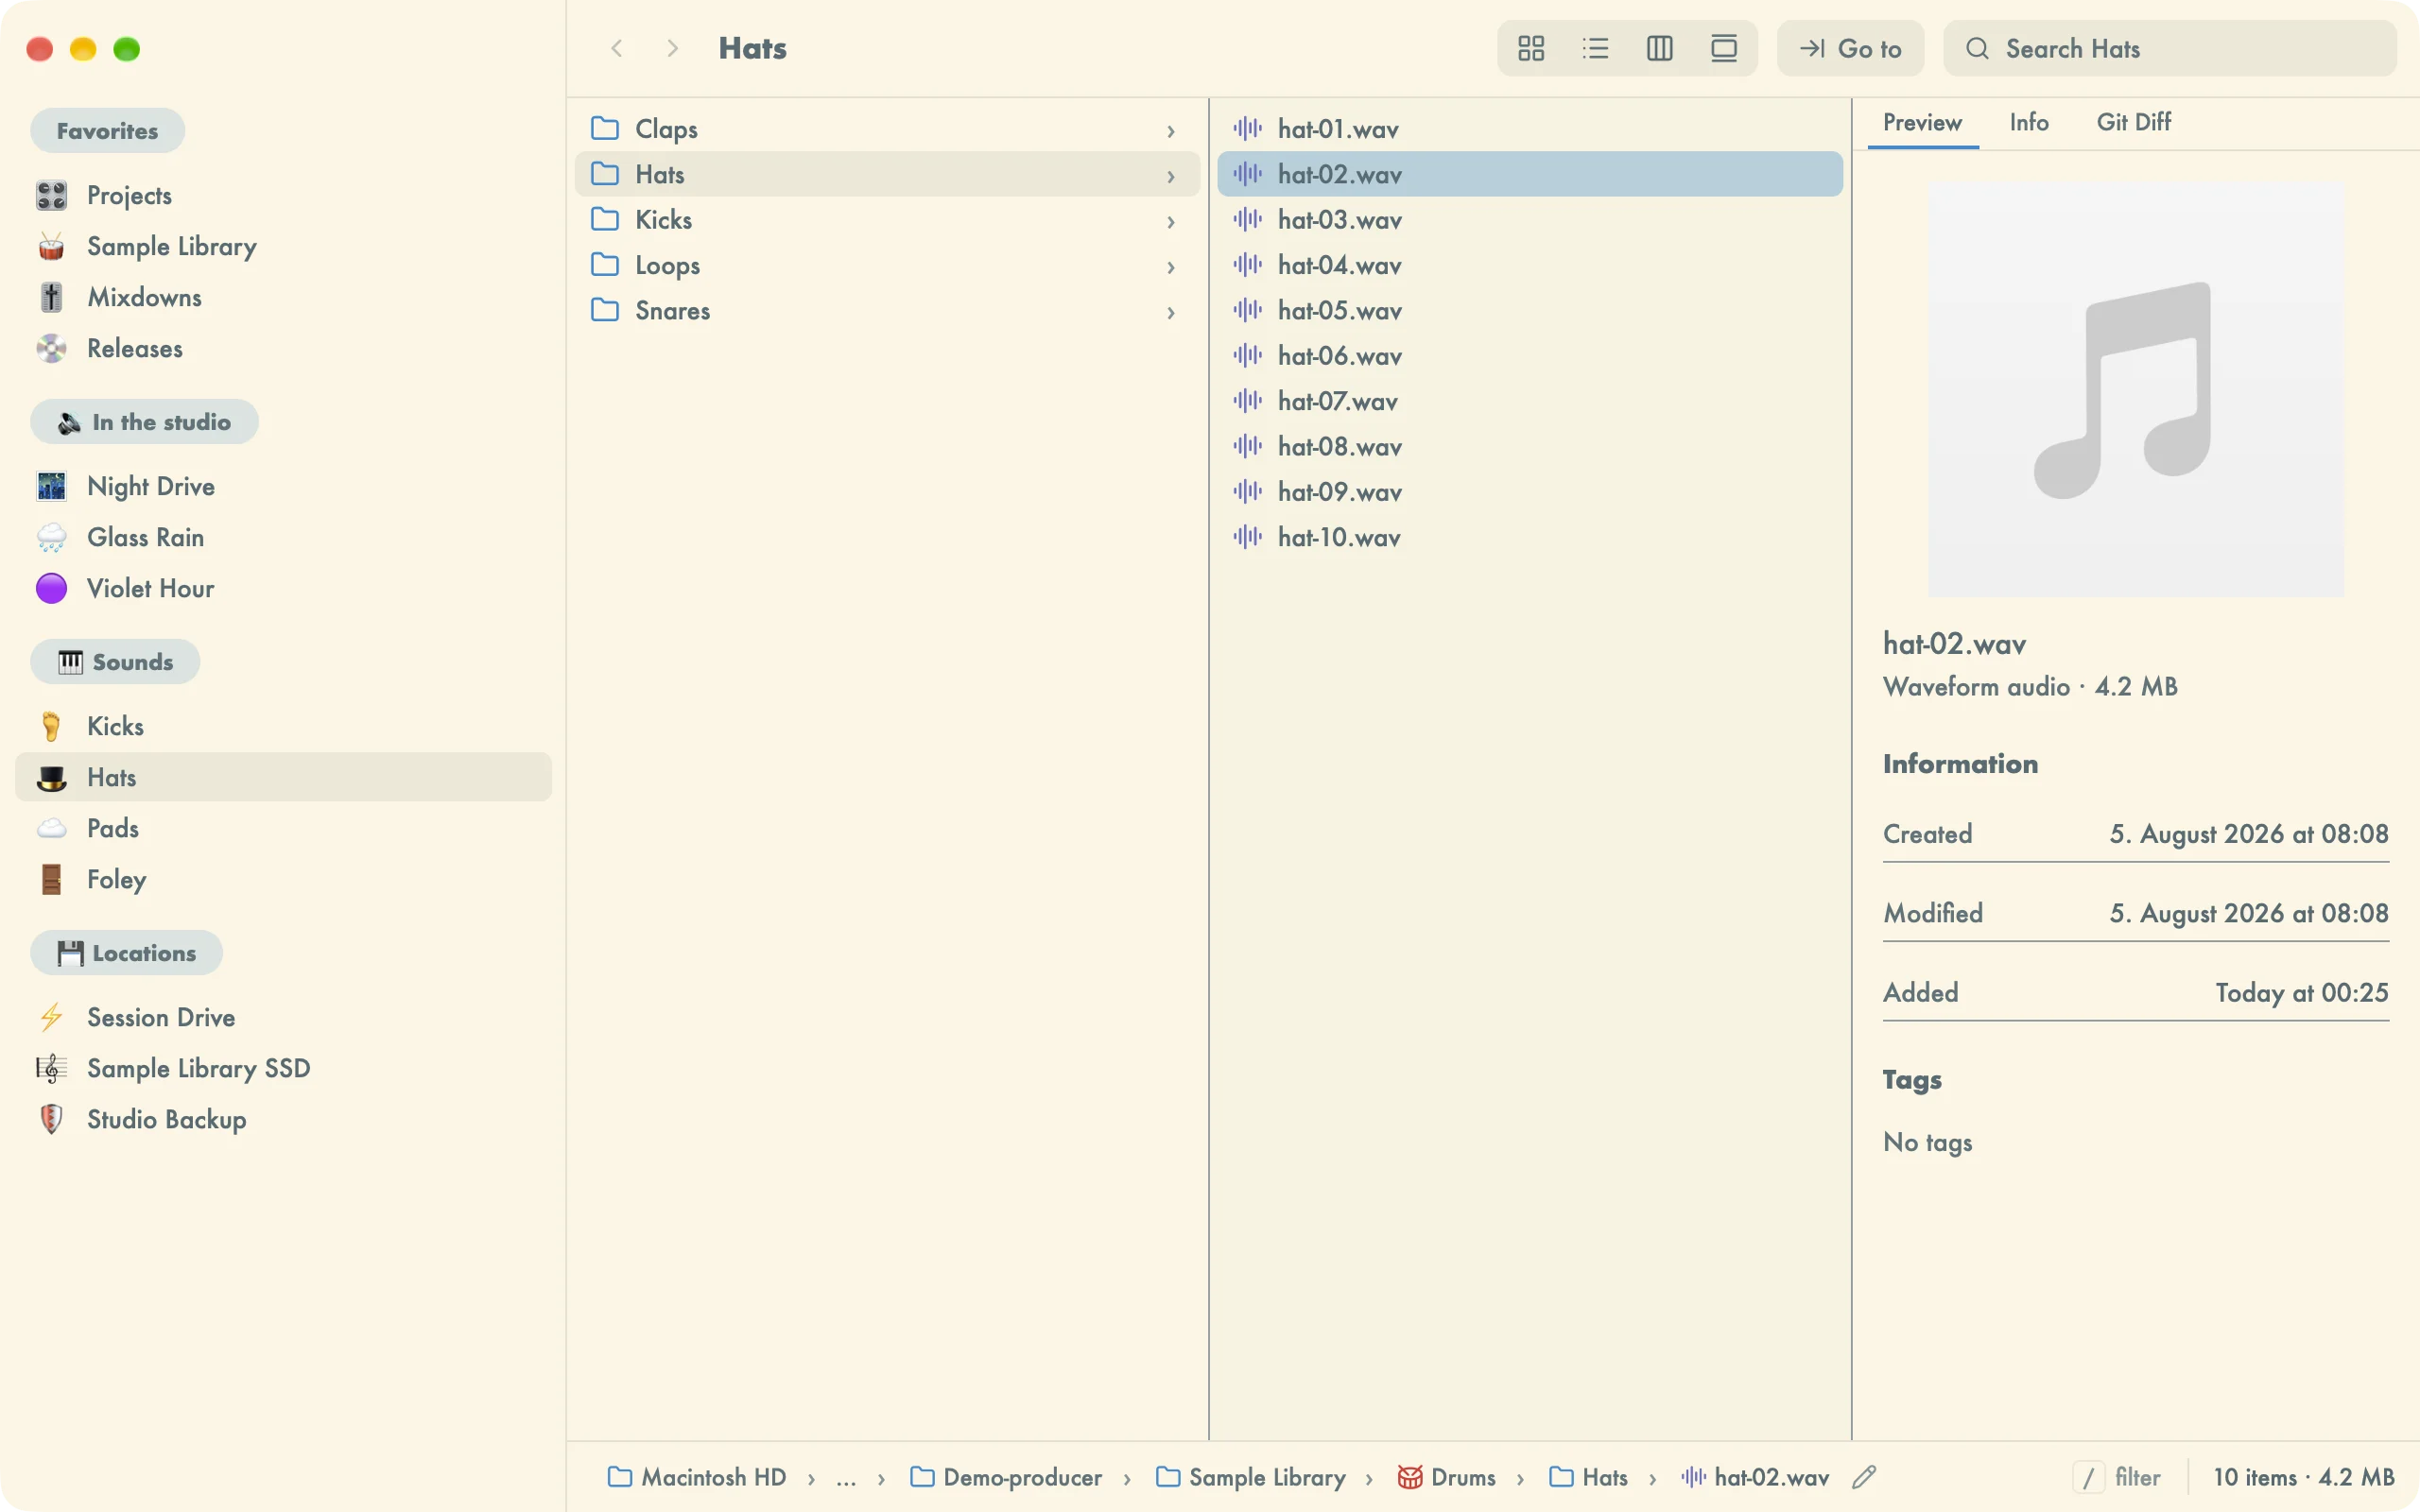 Hats
Go to
Search Hats
Favorites
Projects
Sample Library
Mixdowns
Releases
In the studio
Night Drive
Glass Rain
Violet Hour
Sounds
Kicks
Hats
Pads
Foley
Locations
Session Drive
Sample Library SSD
Studio Backup
Claps
Hats
Kicks
Loops
Snares
hat-01.wav
hat-02.wav
hat-03.wav
hat-04.wav
hat-05.wav
hat-06.wav
hat-07.wav
hat-08.wav
hat-09.wav
hat-10.wav
Preview Info Git Diff
hat-02.wav
Waveform audio · 4.2 MB
Information
Created 5. August 2026 at 08:08
Modified 5. August 2026 at 08:08
Added Today at 00:25
Tags
No tags
Macintosh HD › ... › Demo-producer › Sample Library › Drums › Hats › hat-02.wav
/ filter
10 items · 4.2 MB